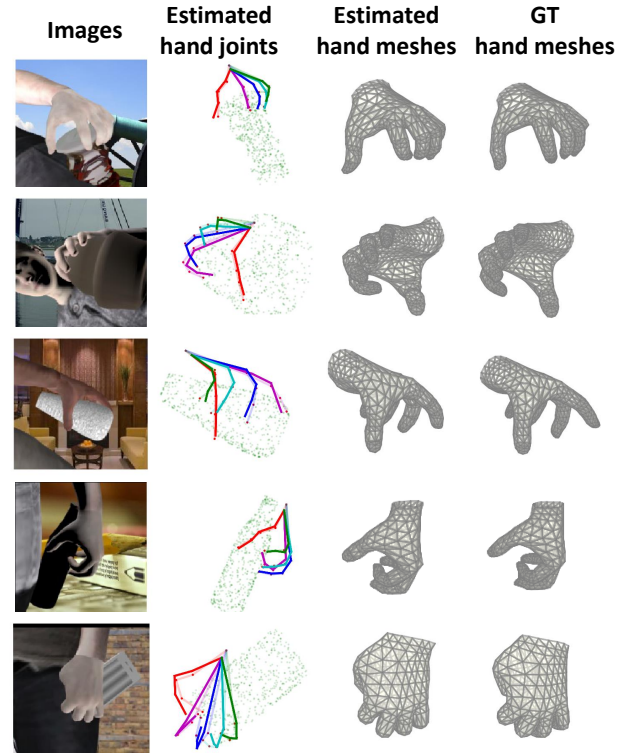 Images
Estimated
hand joints
Estimated
hand meshes
GT
hand meshes